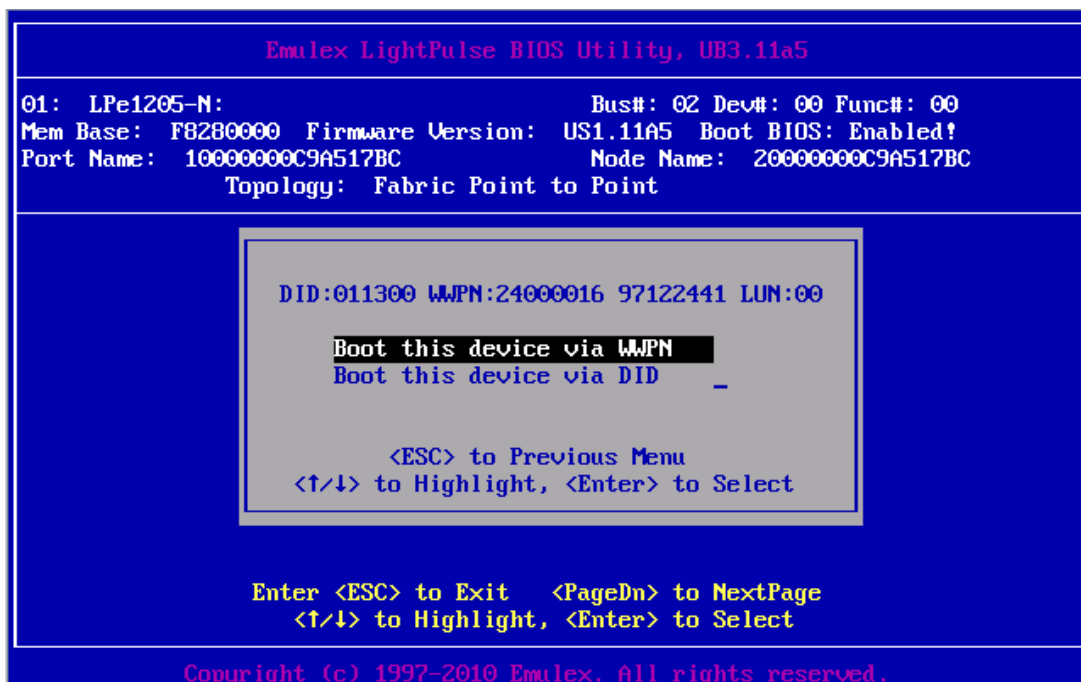 Emulex LightPulse BIOS Utility, UB3.11a5
01: LPe1205-N: Bus#: 02 Dev#: 00 Func#: 00
Mem Base: F8280000 Firmware Version: US1.11A5 Boot BIOS: Enabled!
Port Name: 10000000C9A517BC Node Name: 20000000C9A517BC
Topology: Fabric Point to Point
DID:011300 WWPN:24000016 97122441 LUN:00
Boot this device via WWPN
Boot this device via DID _
<ESC> to Previous Menu
<↑/↓> to Highlight, <Enter> to Select
Enter <ESC> to Exit <PageDn> to NextPage
<↑/↓> to Highlight, <Enter> to Select
Copyright (c) 1997-2010 Emulex. All rights reserved.